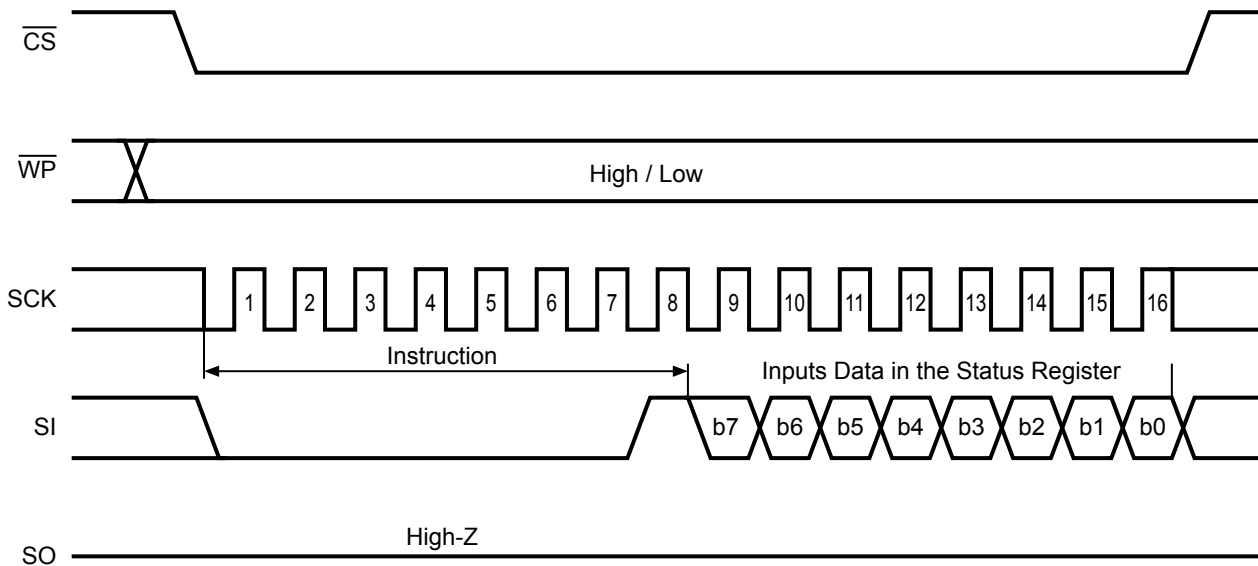 CS
WP
High / Low
SCK
1 2 3 4 5 6 7 8 9 10 11 12 13 14 15 16
Instruction
Inputs Data in the Status Register
SI
b7 b6 b5 b4 b3 b2 b1 b0
High-Z
SO